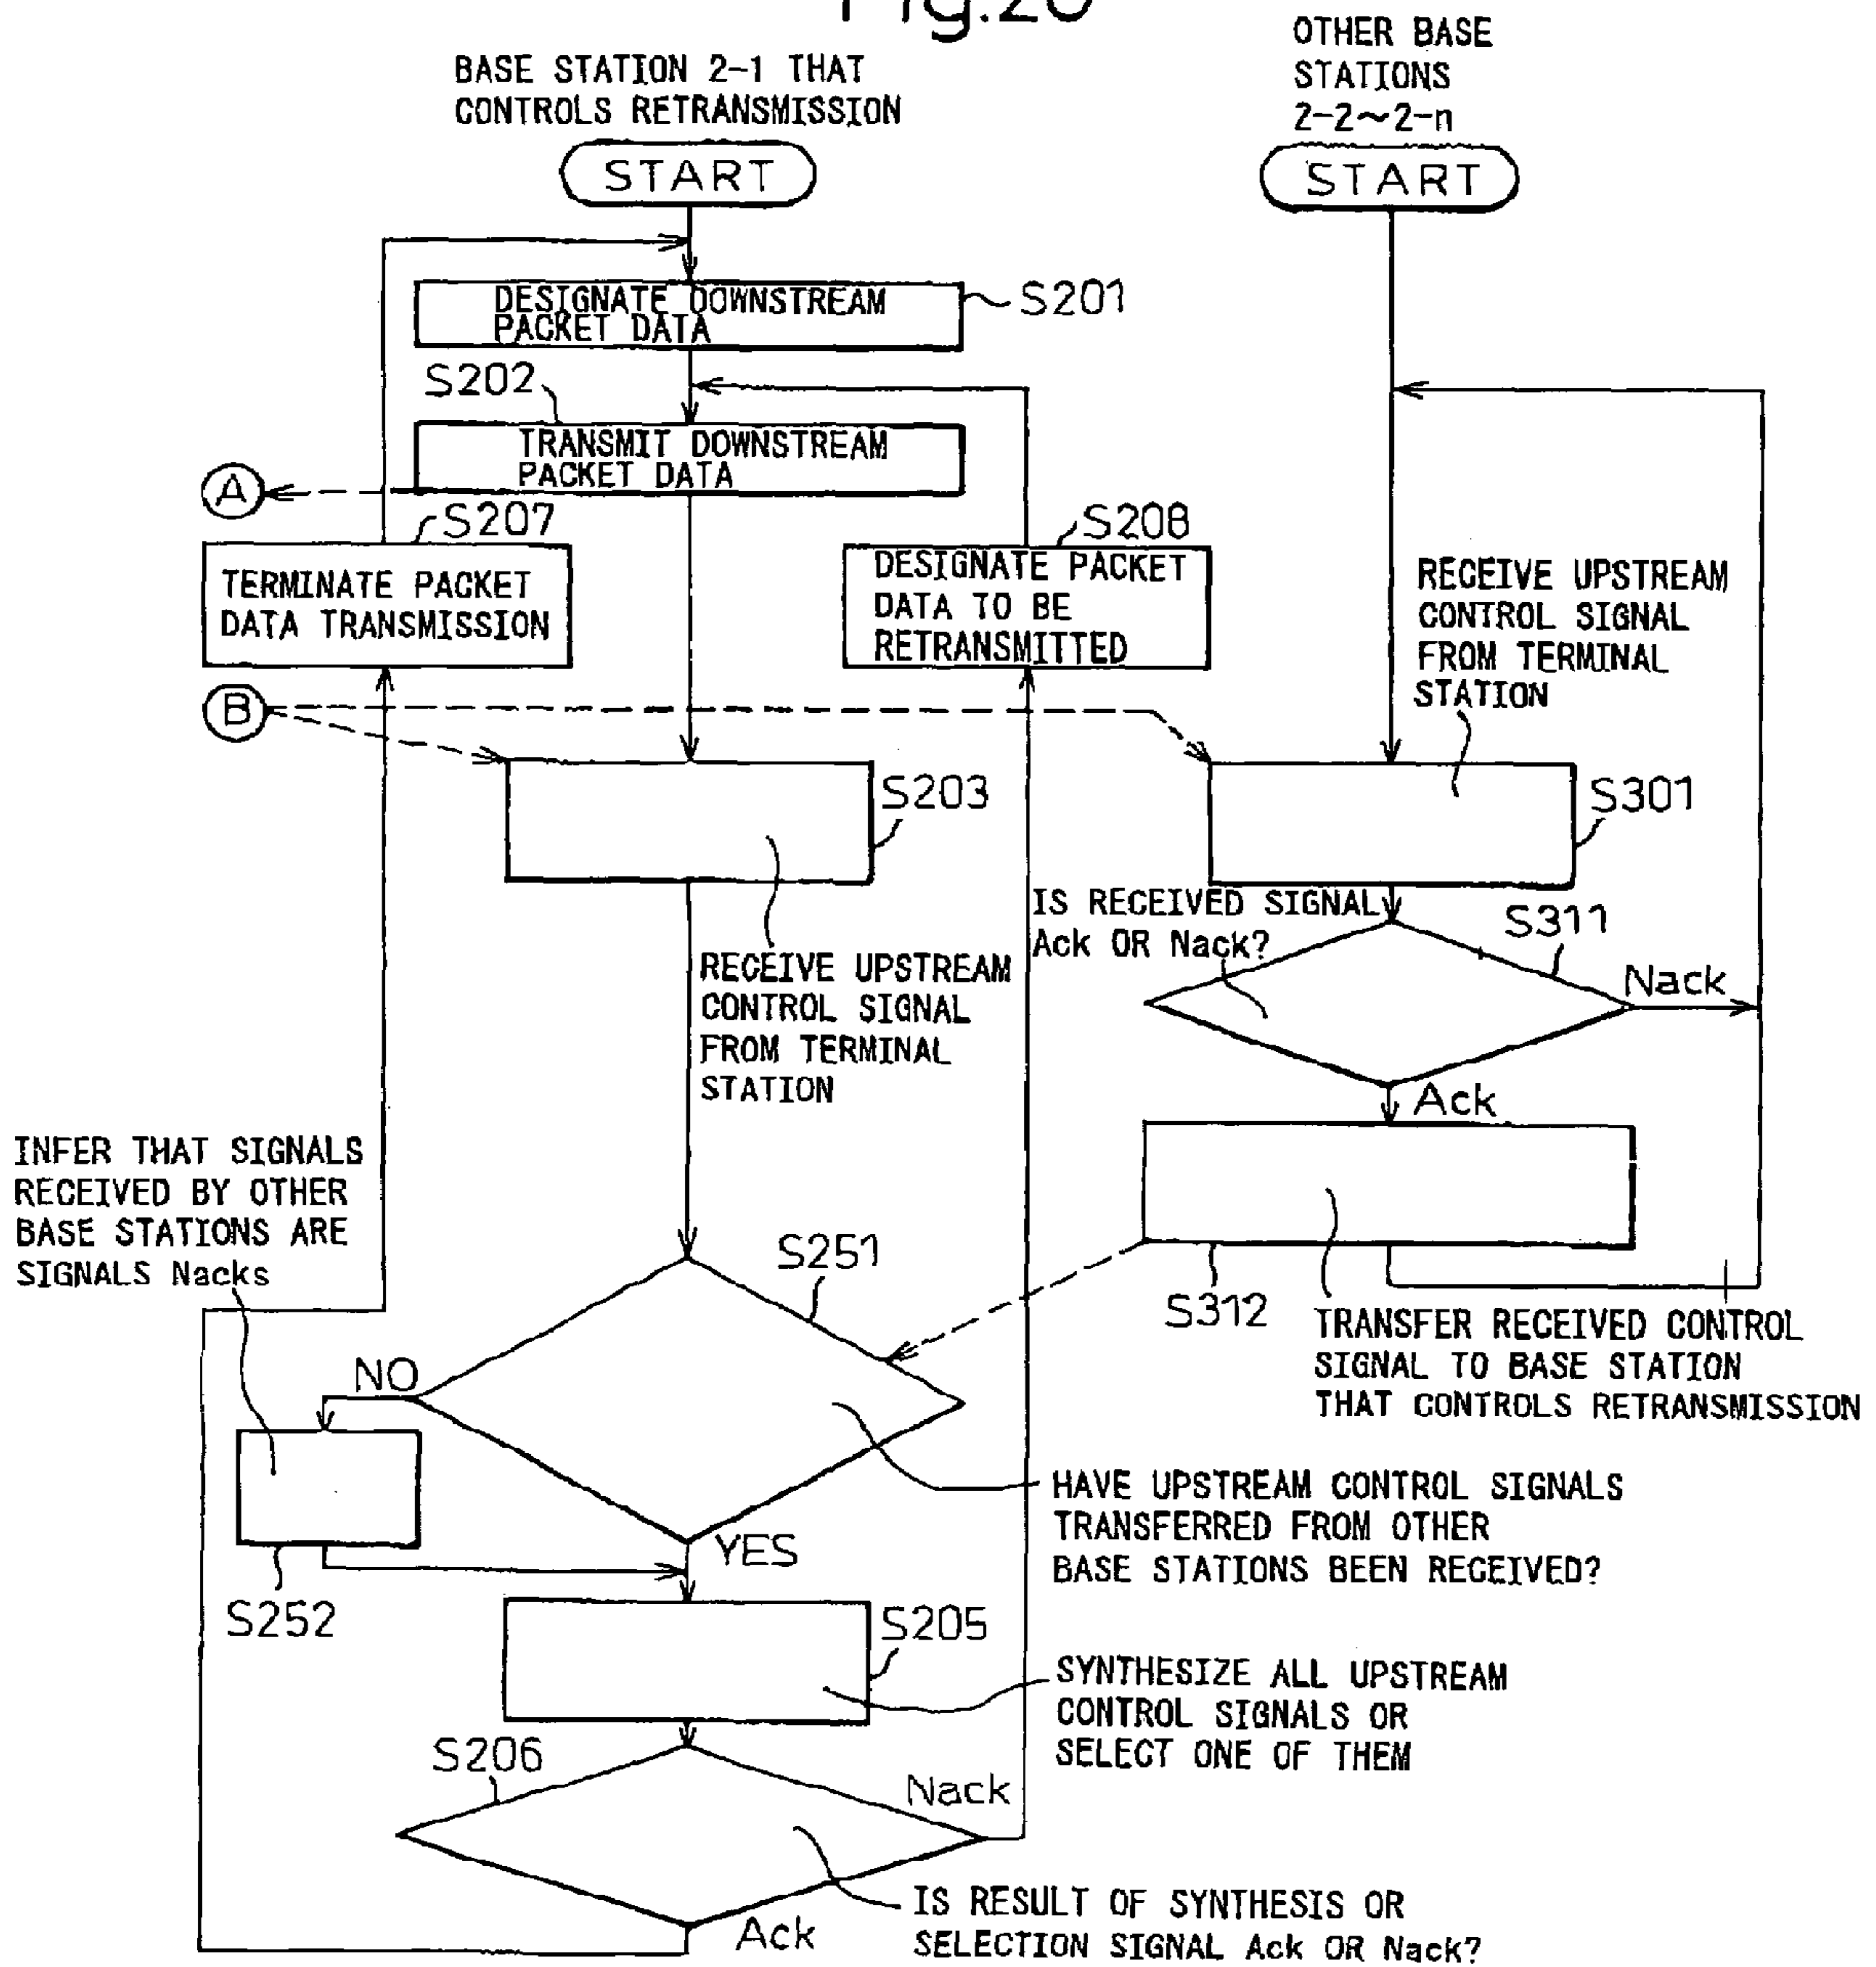 Fig.20
BASE STATION 2-1 THAT
CONTROLS RETRANSMISSION
START
OTHER BASE
STATIONS
2-2~2-n
START
DESIGNATE DOWNSTREAM
PACKET DATA
S201
S202
TRANSMIT DOWNSTREAM
PACKET DATA
A
S207
TERMINATE PACKET
DATA TRANSMISSION
S208
DESIGNATE PACKET
DATA TO BE
RETRANSMITTED
RECEIVE UPSTREAM
CONTROL SIGNAL
FROM TERMINAL
STATION
B
S203
S301
RECEIVE UPSTREAM
CONTROL SIGNAL
FROM TERMINAL
STATION
IS RECEIVED SIGNAL
Ack OR Nack?
S311
Nack
Ack
INFER THAT SIGNALS
RECEIVED BY OTHER
BASE STATIONS ARE
SIGNALS Nacks
S251
S312
TRANSFER RECEIVED CONTROL
SIGNAL TO BASE STATION
THAT CONTROLS RETRANSMISSION
NO
YES
HAVE UPSTREAM CONTROL SIGNALS
TRANSFERRED FROM OTHER
BASE STATIONS BEEN RECEIVED?
S252
S205
SYNTHESIZE ALL UPSTREAM
CONTROL SIGNALS OR
SELECT ONE OF THEM
S206
Nack
Ack
IS RESULT OF SYNTHESIS OR
SELECTION SIGNAL Ack OR Nack?